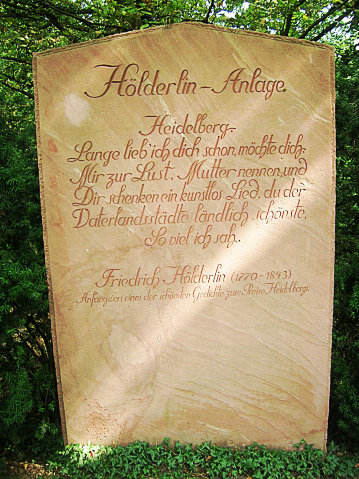 Hölderlin-Anlage.
Heidelberg.
Lange lieb' ich dich schon, möchte dich,
Mir zur Lust, Mutter nennen, und
Dir schenken ein kunstlos Lied, du der
Vaterlandsstädte ländlich schönste,
So viel ich sah.
Friedrich Hölderlin (1770-1843)
Anfangsvers eines der schönsten Gedichte zum Preise Heidelbergs.